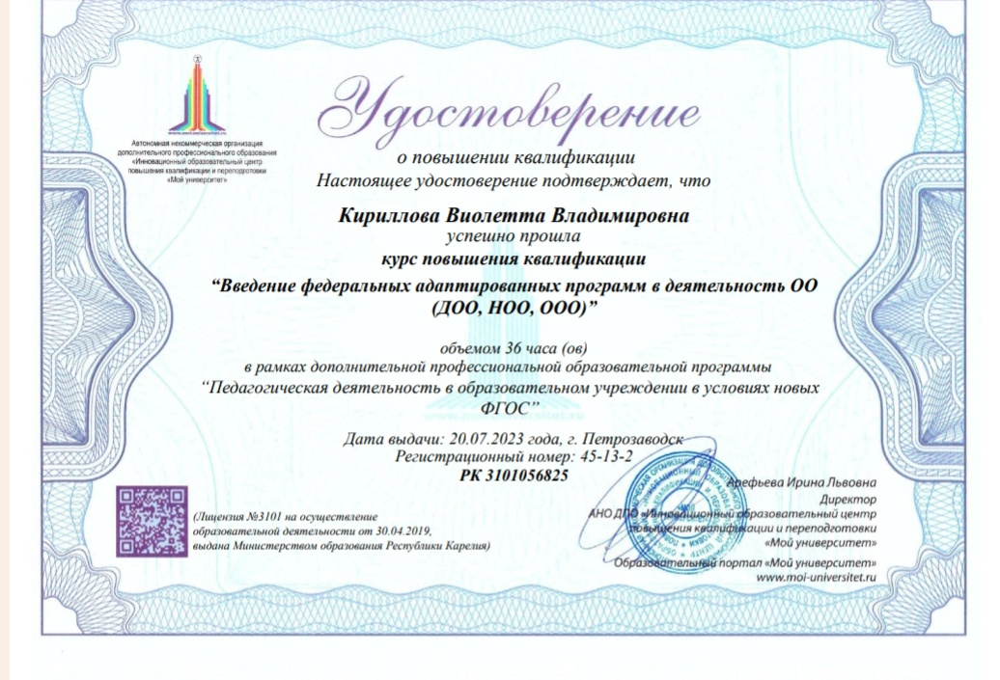 Удостоверение
www.moi-universitet.ru
Автономная некоммерческая организация
дополнительного профессионального образования
«Инновационный образовательный центр
повышения квалификации и переподготовки
«Мой университет»
о повышении квалификации
Настоящее удостоверение подтверждает, что
Кириллова Виолетта Владимировна
успешно прошла
курс повышения квалификации
“Введение федеральных адаптированных программ в деятельность ОО
(ДОО, НОО, ООО)”
объемом 36 часа (ов)
в рамках дополнительной профессиональной образовательной программы
“Педагогическая деятельность в образовательном учреждении в условиях новых
ФГОС”
Дата выдачи: 20.07.2023 года, г. Петрозаводск
Регистрационный номер: 45-13-2
РК 3101056825
(Лицензия №3101 на осуществление
образовательной деятельности от 30.04.2019,
выдана Министерством образования Республики Карелия)
Арефьева Ирина Львовна
Директор
АНО ДПО «Инновационный образовательный центр
повышения квалификации и переподготовки
«Мой университет»
Образовательный портал «Мой университет»
www.moi-universitet.ru